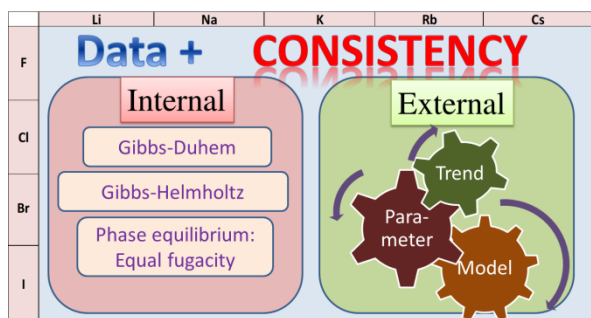 Li Na K Rb Cs
F
Cl
Br
I
Data + CONSISTENCY
Internal
Gibbs-Duhem
Gibbs-Helmholtz
Phase equilibrium:
Equal fugacity
External
Trend
Para-
meter
Model